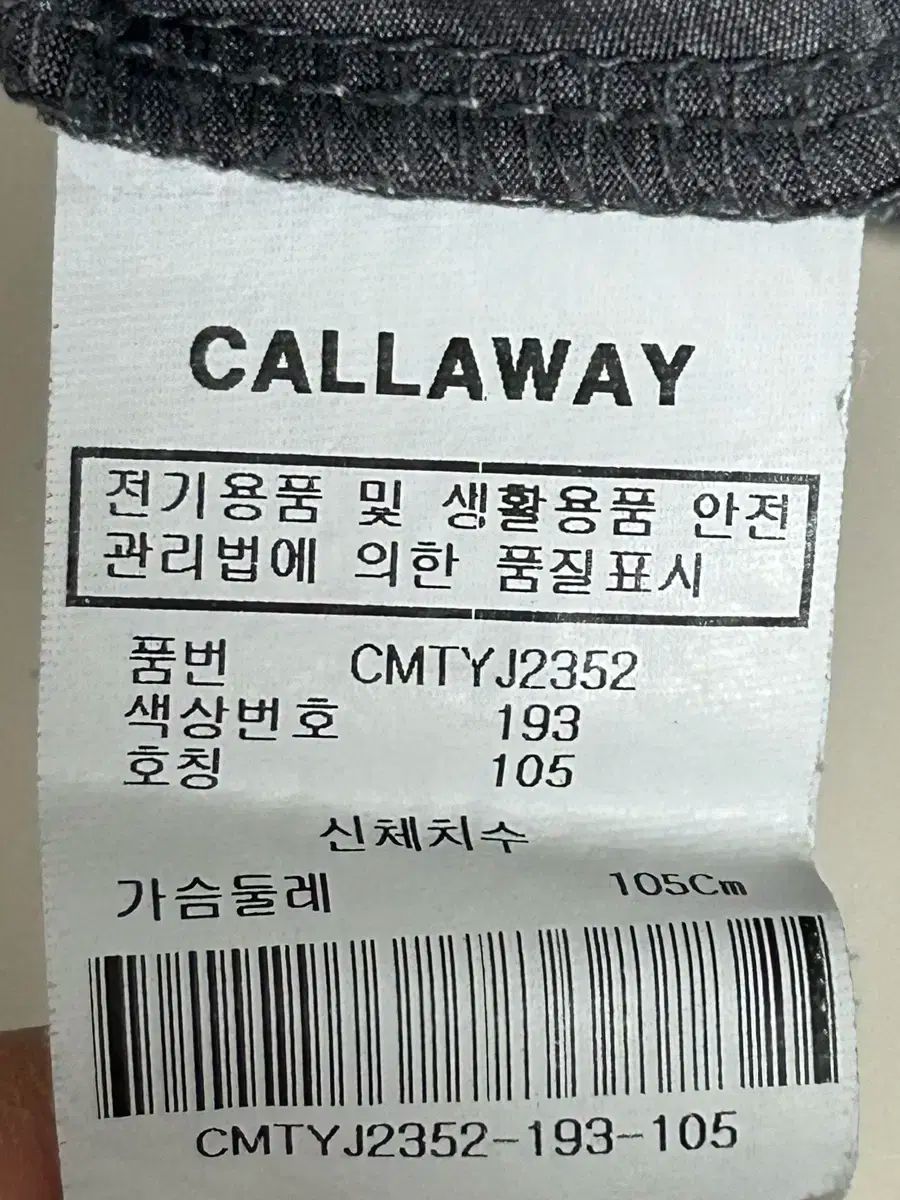 CALLAWAY
전기용품 및 생활용품 안전
관리법에 의한 품질표시
품번 CMTYJ2352
색상번호 193
호칭 105
신체치수
가슴둘레 105Cm
CMTYJ2352-193-105